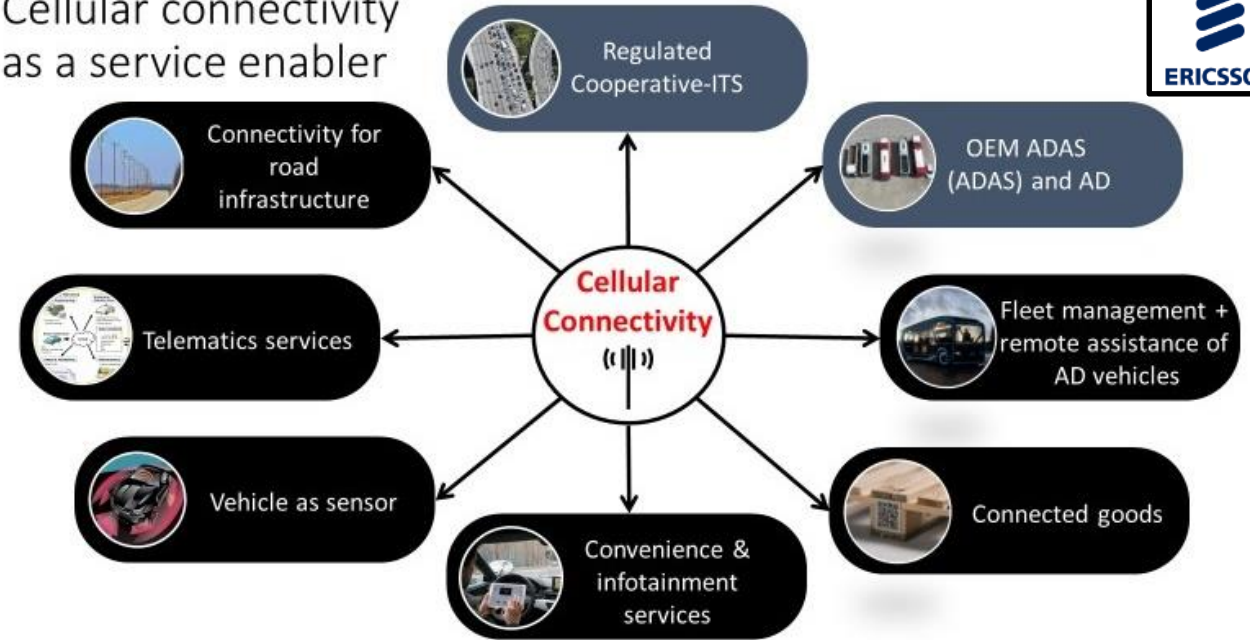 Cellular connectivity
as a service enabler
Regulated
Cooperative-ITS
Connectivity for
road
infrastructure
OEM ADAS
(ADAS) and AD
Cellular
Connectivity
Telematics services
Fleet management +
remote assistance of
AD vehicles
Vehicle as sensor
Connected goods
Convenience &
infotainment
services